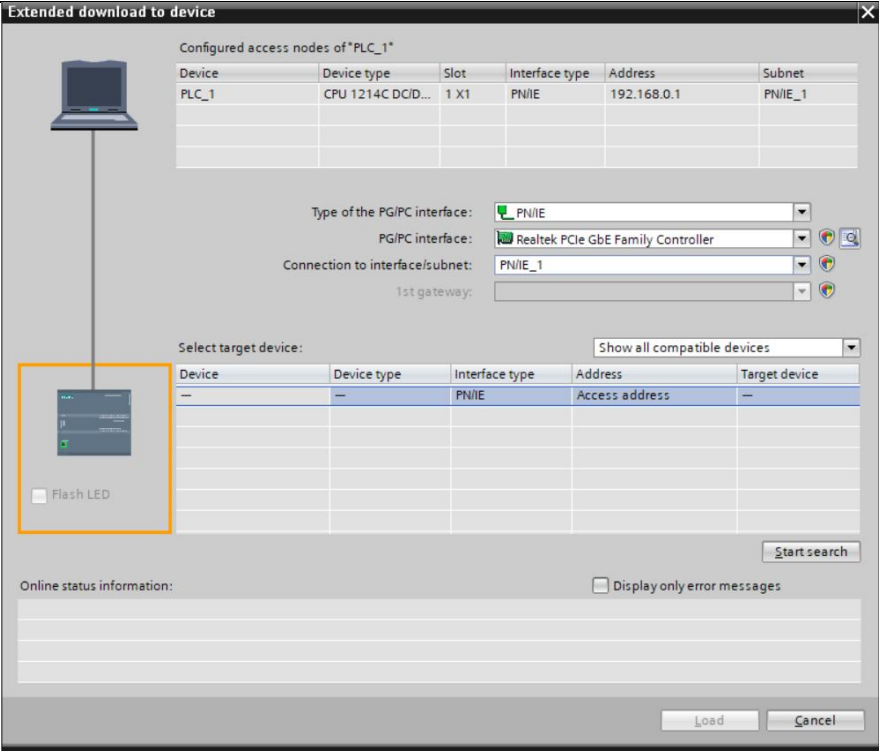 Extended download to device
Configured access nodes of "PLC_1"
Device Device type Slot Interface type Address Subnet
PLC_1 CPU 1214C DC/D... 1 X1 PN/IE 192.168.0.1 PN/IE_1
Type of the PG/PC interface: PN/IE
PG/PC interface: Realtek PCIe GbE Family Controller
Connection to interface/subnet: PN/IE_1
1st gateway:
Select target device: Show all compatible devices
Device Device type Interface type Address Target device
— — PN/IE Access address —
Flash LED
Start search
Online status information: Display only error messages
Load Cancel